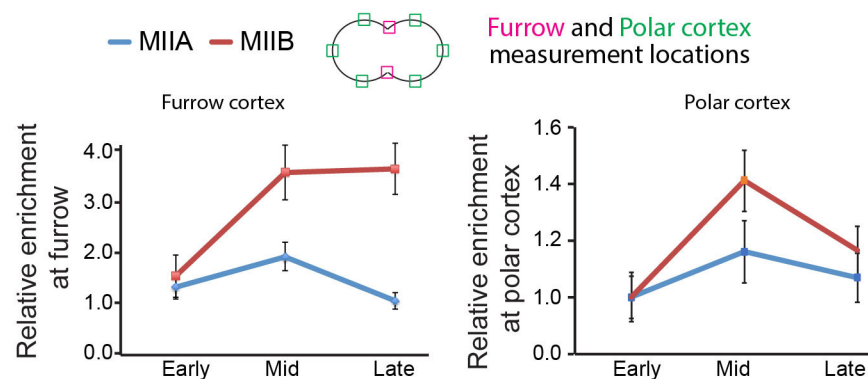 MIIA MIIB
Furrow and Polar cortex
measurement locations
Furrow cortex
Relative enrichment
at furrow
4.0
3.0
2.0
1.0
0.0
Early Mid Late
Polar cortex
Relative enrichment
at polar cortex
1.6
1.4
1.2
1.0
0.0
Early Mid Late